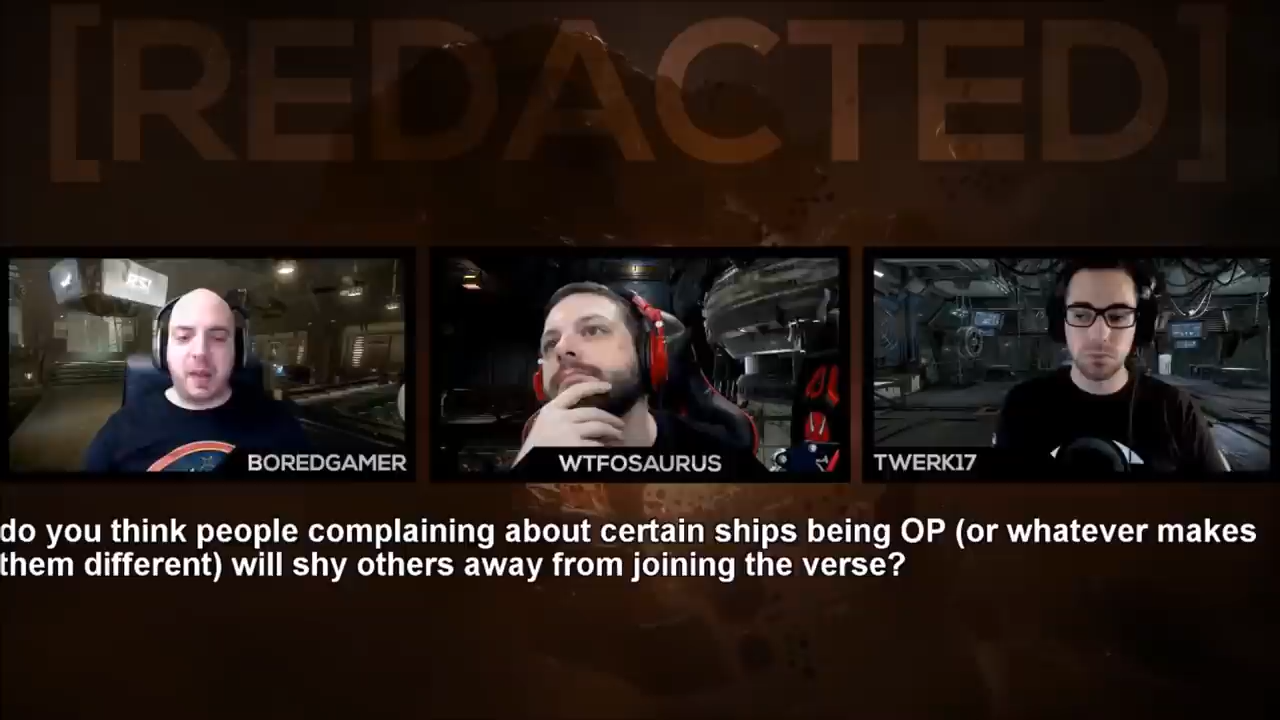 [REDACTED]
BOREDGAMER
WTFOSAURUS
TWERK17
do you think people complaining about certain ships being OP (or whatever makes
them different) will shy others away from joining the verse?